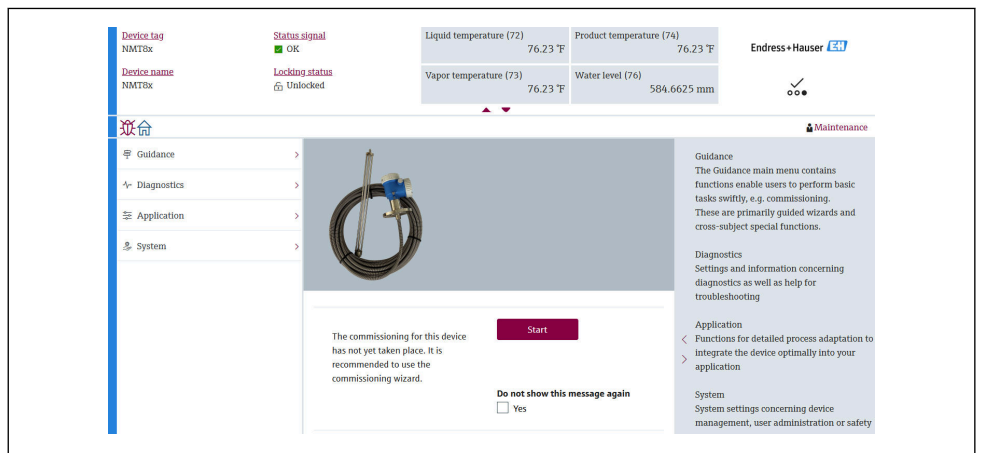 Device tag
NMT8x
Status signal
OK
Liquid temperature (72)
76.23 °F
Product temperature (74)
76.23 °F
Endress+Hauser EH
Device name
NMT8x
Locking status
Unlocked
Vapor temperature (73)
76.23 °F
Water level (76)
584.6625 mm
Maintenance
Guidance
Diagnostics
Application
System
The commissioning for this device
has not yet taken place. It is
recommended to use the
commissioning wizard.
Start
Do not show this message again
Yes
Guidance
The Guidance main menu contains
functions enable users to perform basic
tasks swiftly, e.g. commissioning.
These are primarily guided wizards and
cross-subject special functions.
Diagnostics
Settings and information concerning
diagnostics as well as help for
troubleshooting
Application
Functions for detailed process adaptation to
integrate the device optimally into your
application
System
System settings concerning device
management, user administration or safety